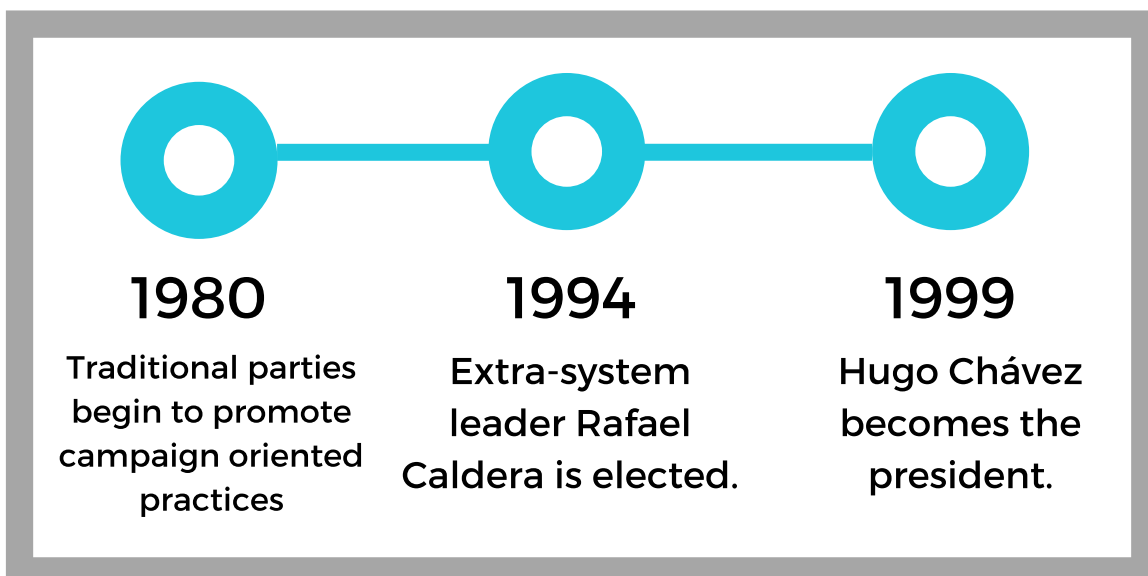 1980
Traditional parties
begin to promote
campaign oriented
practices
1994
Extra-system
leader Rafael
Caldera is elected.
1999
Hugo Chávez
becomes the
president.